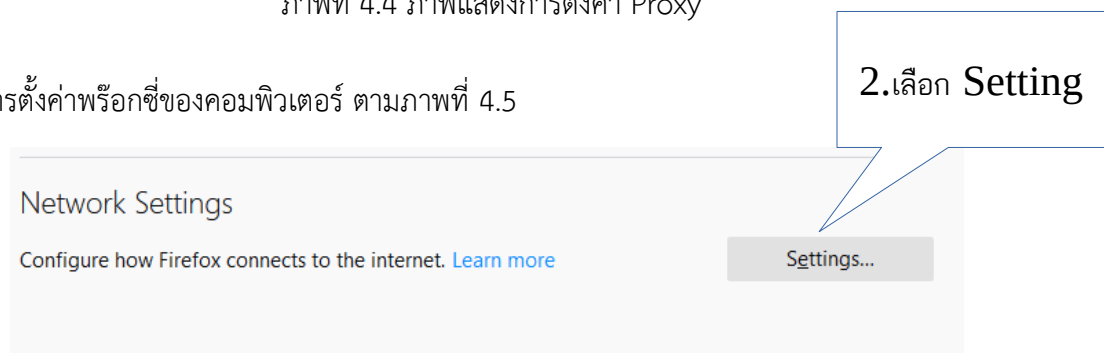 ภาพที่ 4.4 ภาพแสดงการตั้งค่า Proxy
2.เลือก Setting
รตั้งค่าพร๊อกซี่ของคอมพิวเตอร์ ตามภาพที่ 4.5
Network Settings
Configure how Firefox connects to the internet. Learn more
Settings...